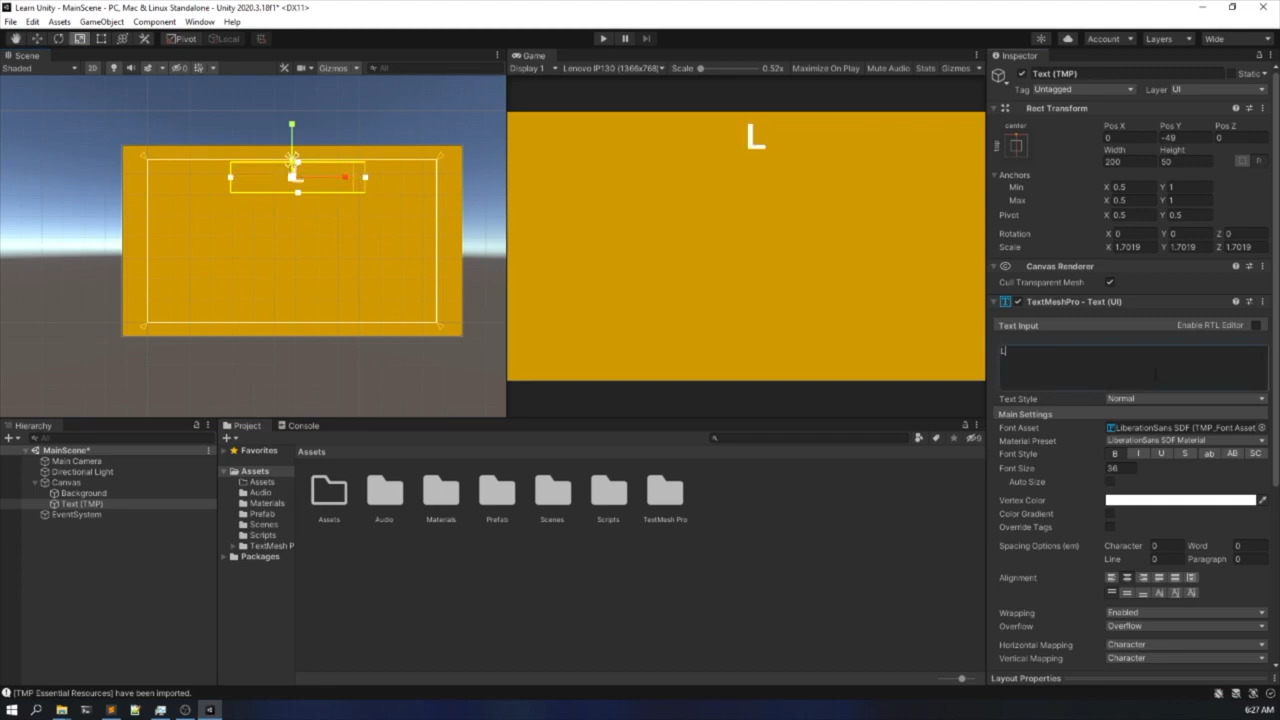 Learn Unity - MainScene - PC, Mac & Linux Standalone - Unity 2020.3.18f1* <DX11>
File Edit Assets GameObject Component Window Help
Pivot Local Account Layers Wide
Scene
Shaded 2D 0 Gizmos All
Game
Display 1 Lenovo IP130 (1366x768) Scale 0.52x Maximize On Play Mute Audio Stats Gizmos
L
Hierarchy
All
MainScene*
Main Camera
Directional Light
Canvas
Background
Text (TMP)
EventSystem
Project Console
Favorites
Assets
Assets
Audio
Materials
Prefab
Scenes
Scripts
TextMesh P
Packages
Assets
Assets Audio Materials Prefab Scenes Scripts TextMesh Pro
Inspector
Text (TMP) Static
Tag Untagged Layer UI
Rect Transform
center Pos X Pos Y Pos Z
top 0 -49 0
Width Height
200 50 R
Anchors
Min X 0.5 Y 1
Max X 0.5 Y 1
Pivot X 0.5 Y 0.5
Rotation X 0 Y 0 Z 0
Scale X 1.7019 Y 1.7019 Z 1.7019
Canvas Renderer
Cull Transparent Mesh
TextMeshPro - Text (UI)
Text Input Enable RTL Editor
L
Text Style Normal
Main Settings
Font Asset LiberationSans SDF (TMP_Font Asset
Material Preset LiberationSans SDF Material
Font Style B I U S ab AB SC
Font Size 36
Auto Size
Vertex Color
Color Gradient
Override Tags
Spacing Options (em) Character 0 Word 0
Line 0 Paragraph 0
Alignment
Wrapping Enabled
Overflow Overflow
Horizontal Mapping Character
Vertical Mapping Character
Layout Properties
[TMP Essential Resources] have been imported.
6:27 AM